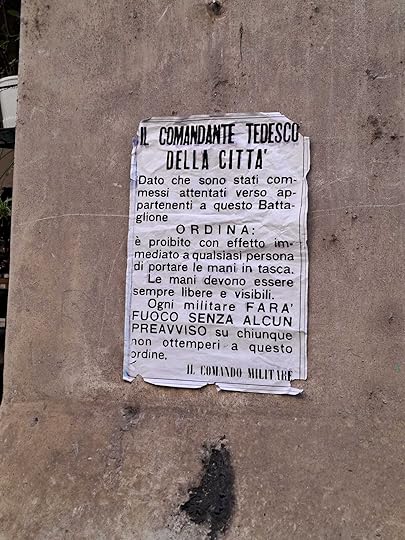 IL COMANDANTE TEDESCO
DELLA CITTA'
Dato che sono stati com-
messi attentati verso ap-
partenenti a questo Batta-
glione
ORDINA:
è proibito con effetto im-
mediato a qualsiasi persona
di portare le mani in tasca.
Le mani devono essere
sempre libere e visibili.
Ogni militare FARA'
FUOCO SENZA ALCUN
PREAVVISO su chiunque
non ottemperi a questo
ordine.
IL COMANDO MILITARE